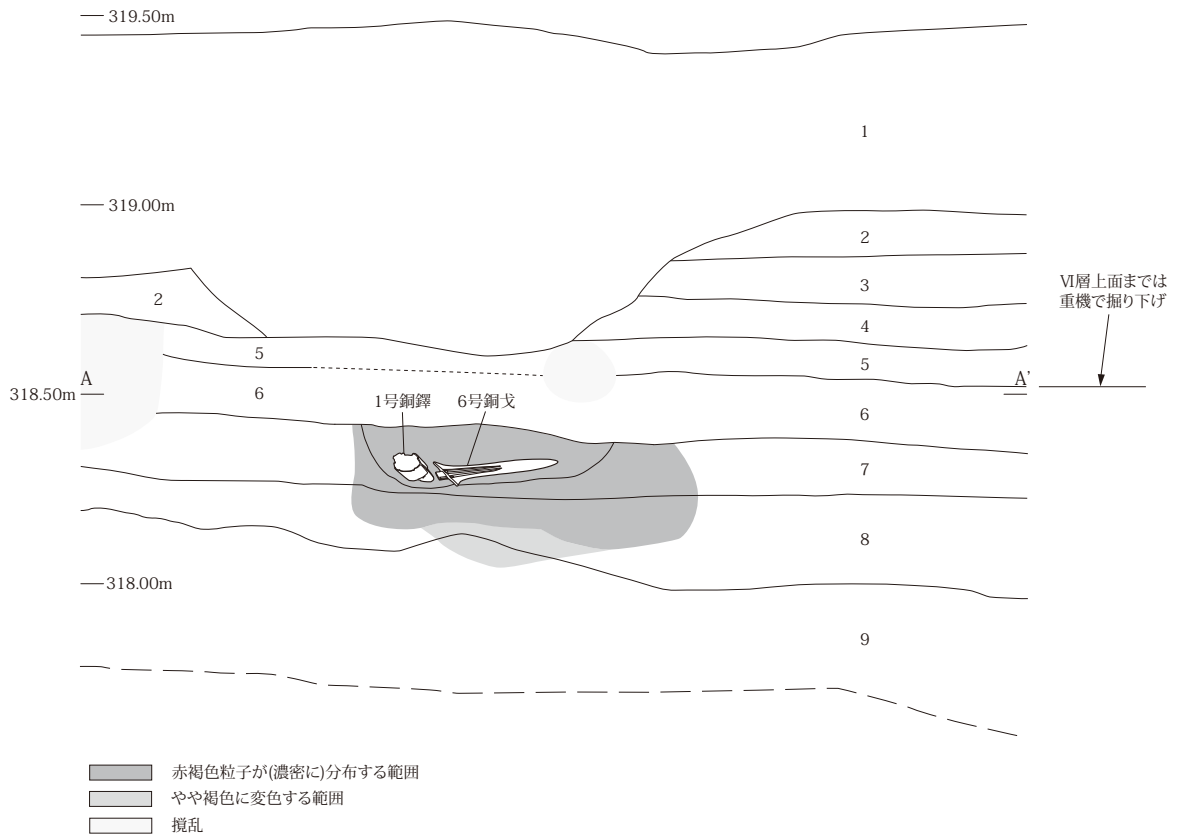 319.50m
1
319.00m
2
2
3
Ⅵ層上面までは
重機で掘り下げ
4
5
5
A
A'
318.50m
6
1号銅鐸
6号銅戈
6
7
8
318.00m
9
赤褐色粒子が(濃密に)分布する範囲
やや褐色に変色する範囲
撹乱